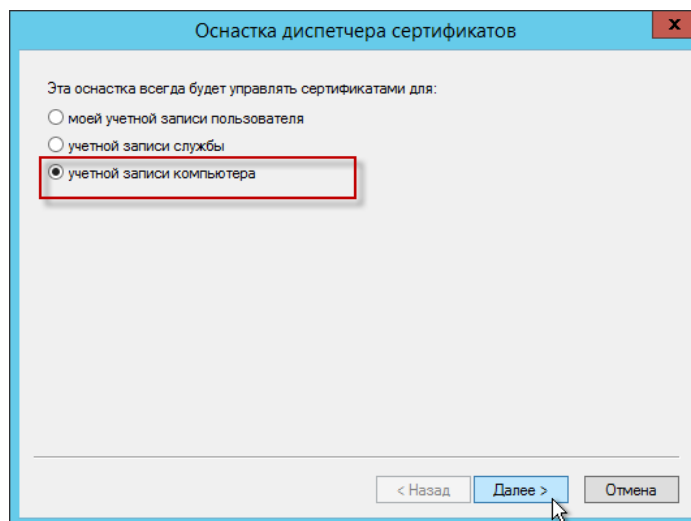 Оснастка диспетчера сертификатов
x
Эта оснастка всегда будет управлять сертификатами для:
моей учетной записи пользователя
учетной записи службы
учетной записи компьютера
< Назад
Далее >
Отмена